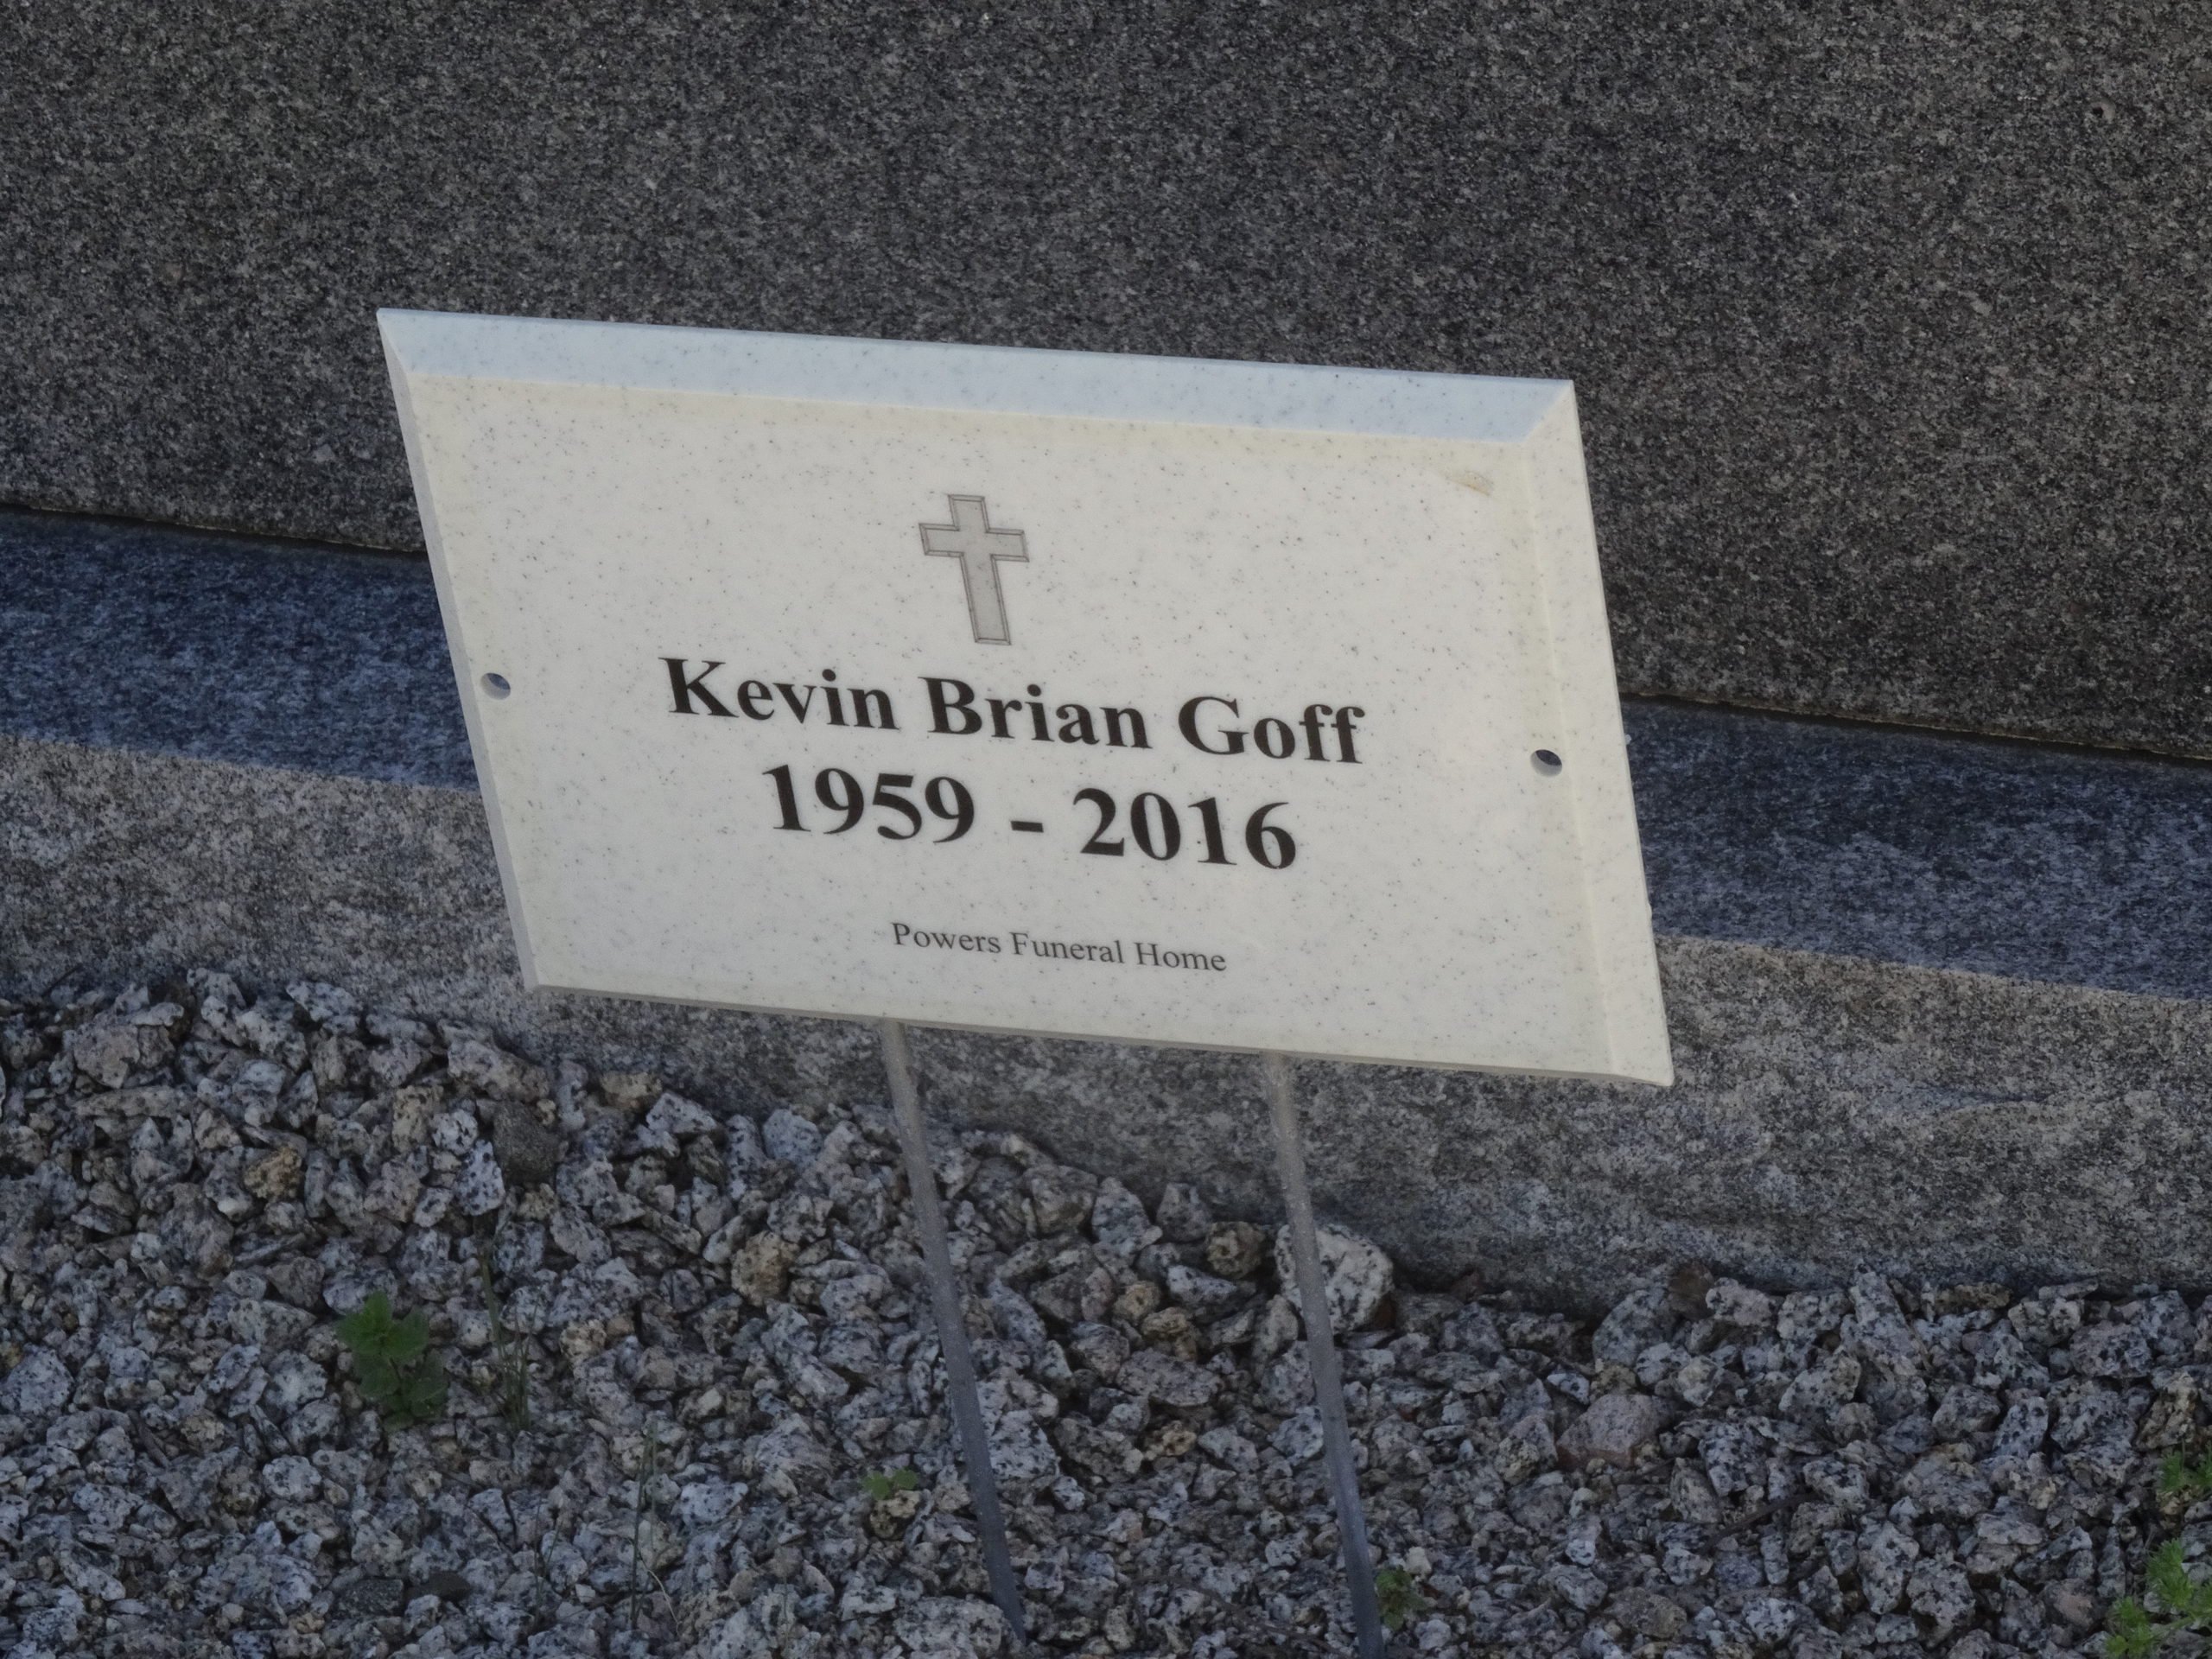 Kevin Brian Goff
1959 - 2016
Powers Funeral Home